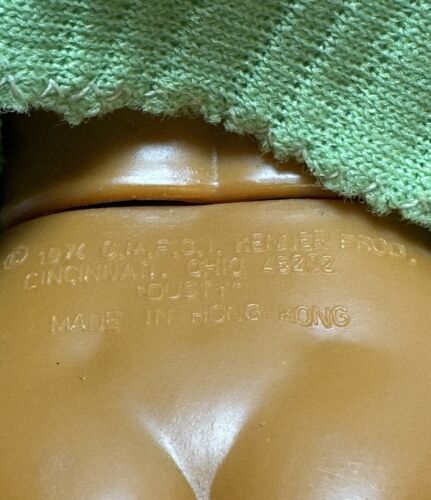 © 1974 G.M.F.G.I. KENNER PROD.
CINCINNATI, OHIO 45202
"DUSTY"
MADE IN HONG KONG